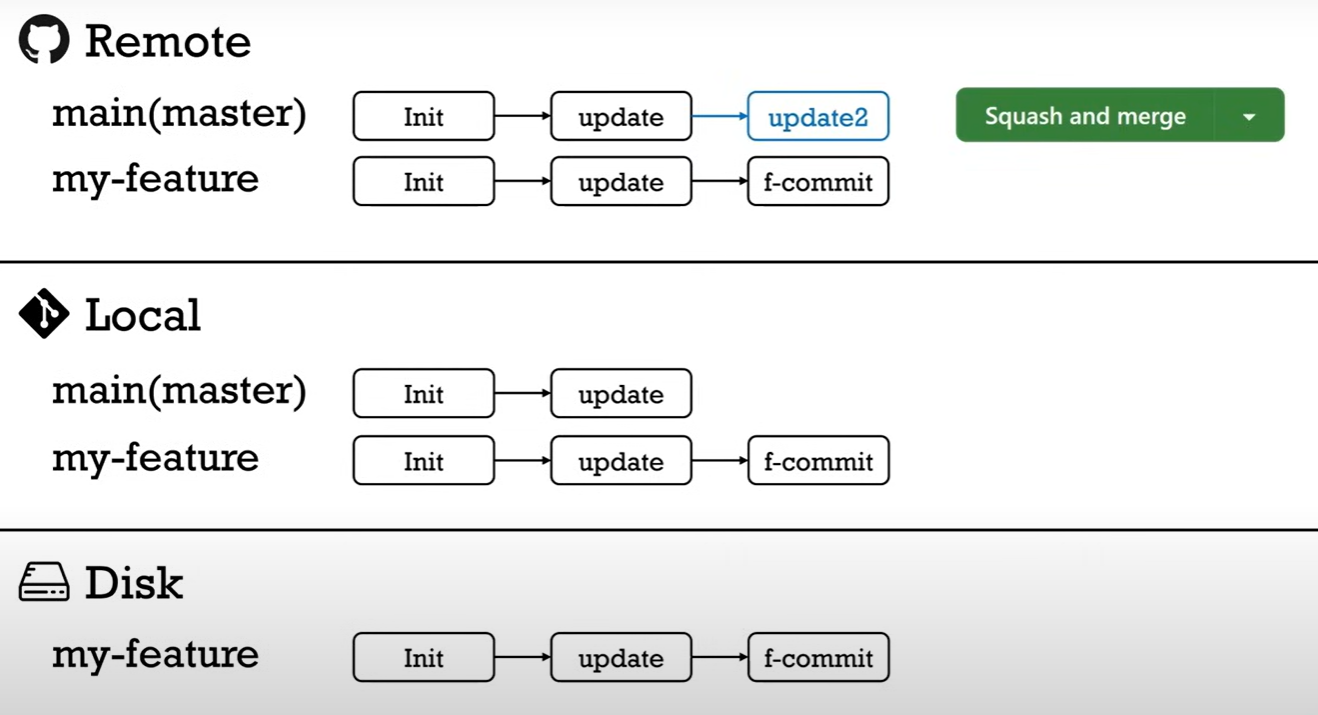 Remote
main(master) Init update update2 Squash and merge
my-feature Init update f-commit
Local
main(master) Init update
my-feature Init update f-commit
Disk
my-feature Init update f-commit